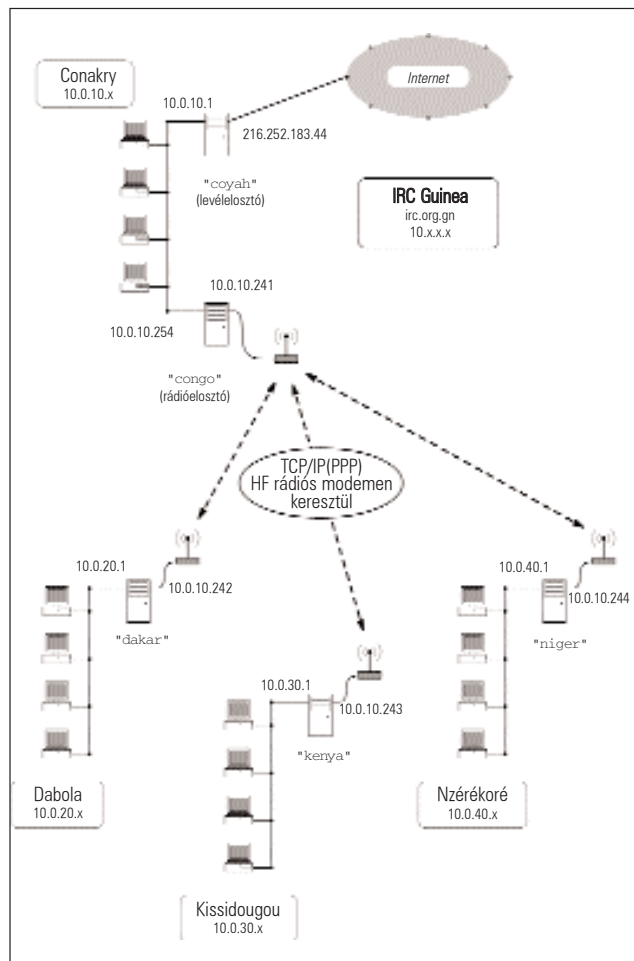 Conakry
10.0.10.x
Internet
10.0.10.1
216.252.183.44
"coyah"
(levélelosztó)
IRC Guinea
irc.org.gn
10.x.x.x
10.0.10.241
10.0.10.254
"congo"
(rádióelosztó)
TCP/IP(PPP)
HF rádiós modemen
keresztül
10.0.20.1
10.0.10.242
"dakar"
10.0.40.1
10.0.10.244
"niger"
10.0.30.1
10.0.10.243
"kenya"
Dabola
10.0.20.x
Nzérékoré
10.0.40.x
Kissidougou
10.0.30.x